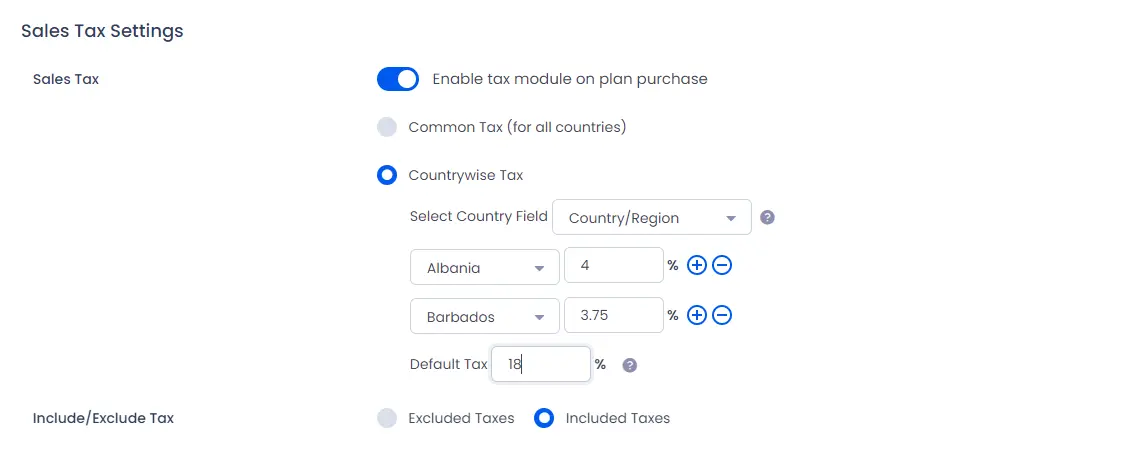 Sales Tax Settings
Sales Tax Enable tax module on plan purchase
Common Tax (for all countries)
Countrywise Tax
Select Country Field Country/Region ?
Albania 4 %
Barbados 3.75 %
Default Tax 18 % ?
Include/Exclude Tax Excluded Taxes Included Taxes